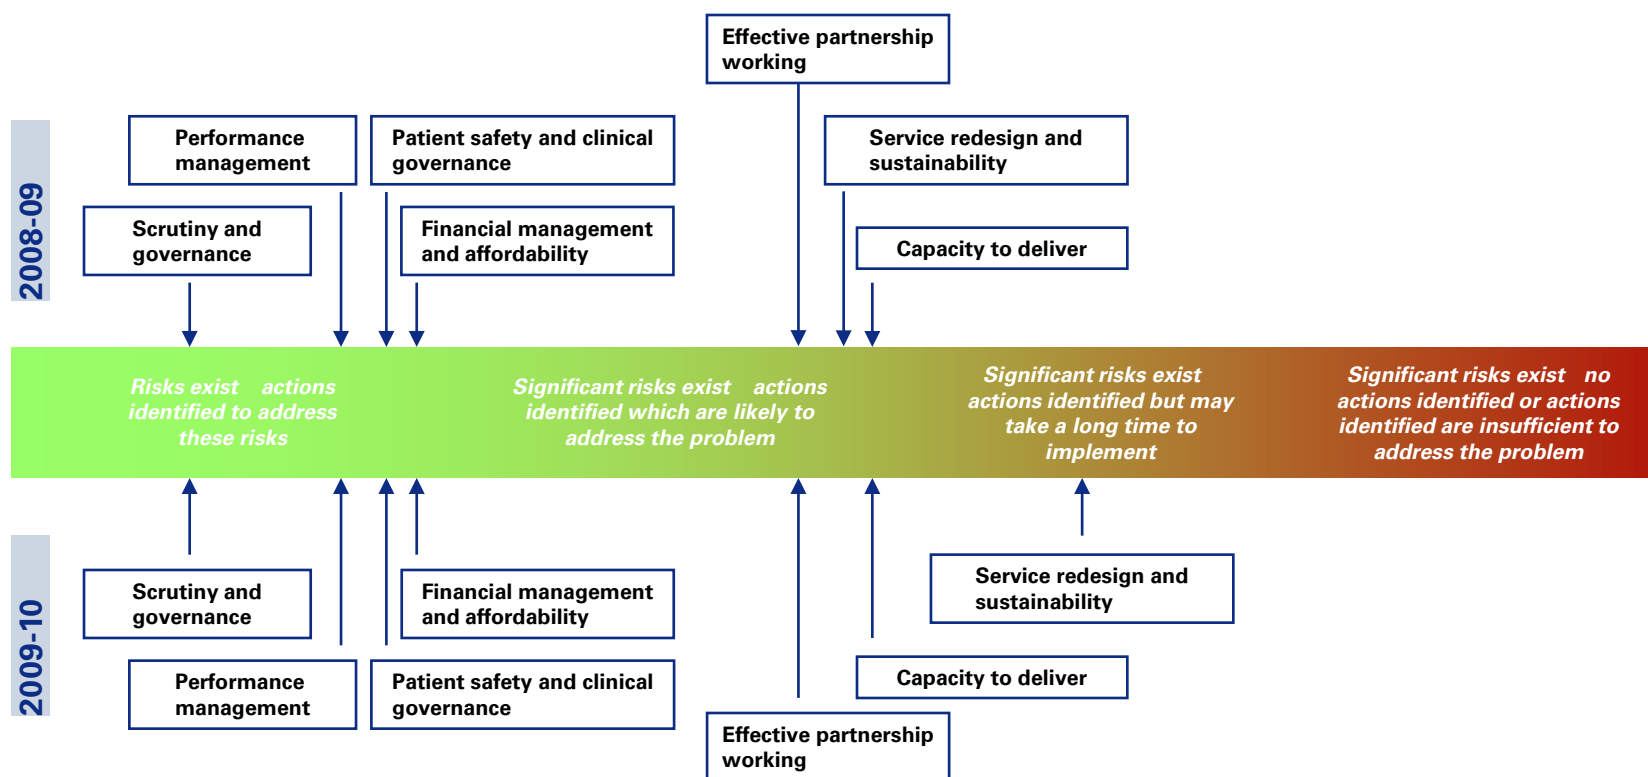 Effective partnership
working
Performance
management
Patient safety and clinical
governance
Service redesign and
sustainability
2008-09
Scrutiny and
governance
Financial management
and affordability
Capacity to deliver
Risks exist actions
identified to address
these risks
Significant risks exist actions
identified which are likely to
address the problem
Significant risks exist
actions identified but may
take a long time to
implement
Significant risks exist no
actions identified or actions
identified are insufficient to
address the problem
2009-10
Scrutiny and
governance
Financial management
and affordability
Service redesign and
sustainability
Performance
management
Patient safety and clinical
governance
Capacity to deliver
Effective partnership
working